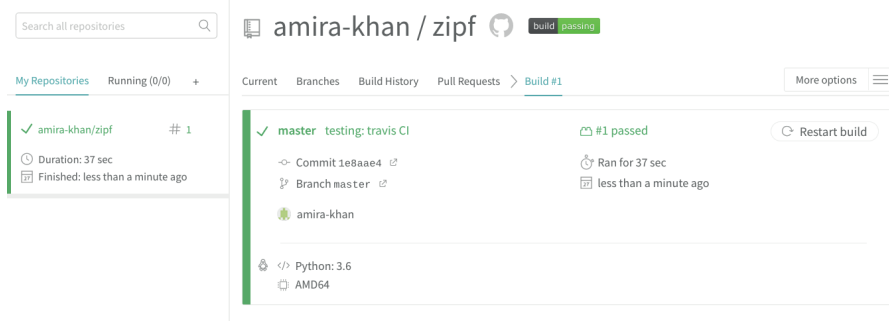 Search all repositories
My Repositories Running (0/0) +
amira-khan/zipf # 1
Duration: 37 sec
Finished: less than a minute ago
amira-khan / zipf build passing
Current Branches Build History Pull Requests Build #1 More options
master testing: travis CI #1 passed Restart build
Commit 1e8aae4 Ran for 37 sec
Branch master less than a minute ago
amira-khan
</> Python: 3.6
AMD64